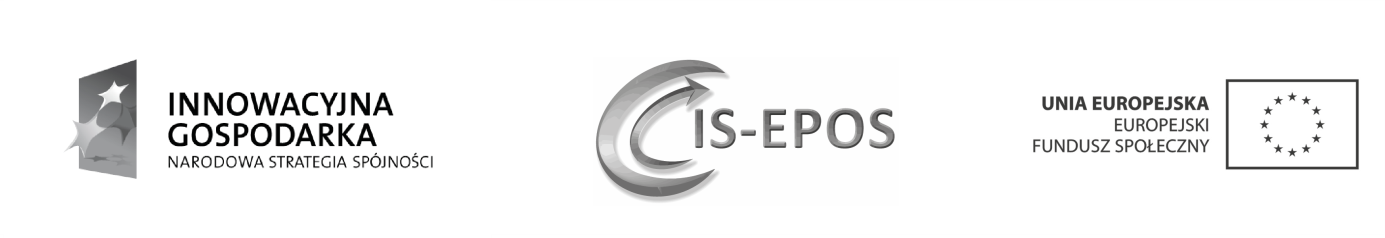 INNOWACYJNA
GOSPODARKA
NARODOWA STRATEGIA SPÓJNOŚCI
IS-EPOS
UNIA EUROPEJSKA
EUROPEJSKI
FUNDUSZ SPOŁECZNY